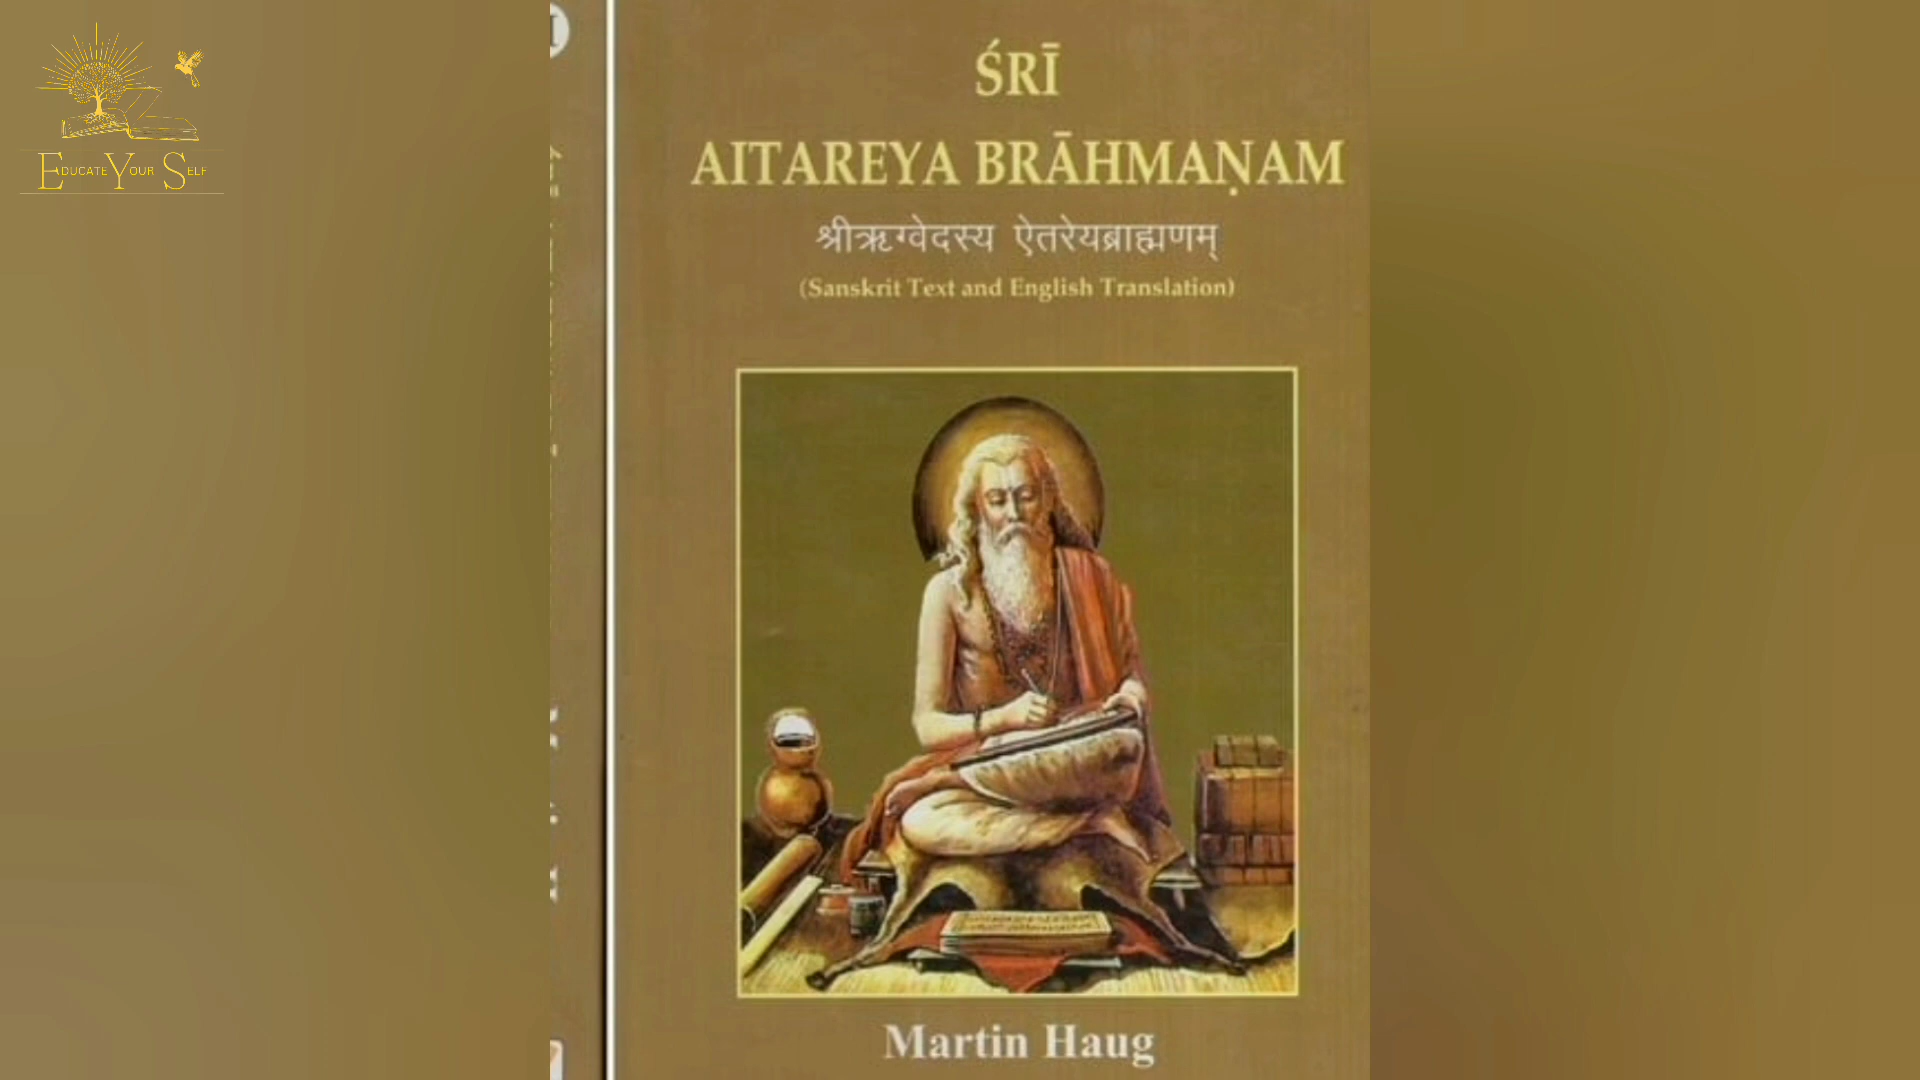 EDUCATE YOUR SELF
ŚRĪ
AITAREYA BRĀHMAṆAM
श्रीऋग्वेदस्य ऐतरेयब्राह्मणम्
(Sanskrit Text and English Translation)
Martin Haug